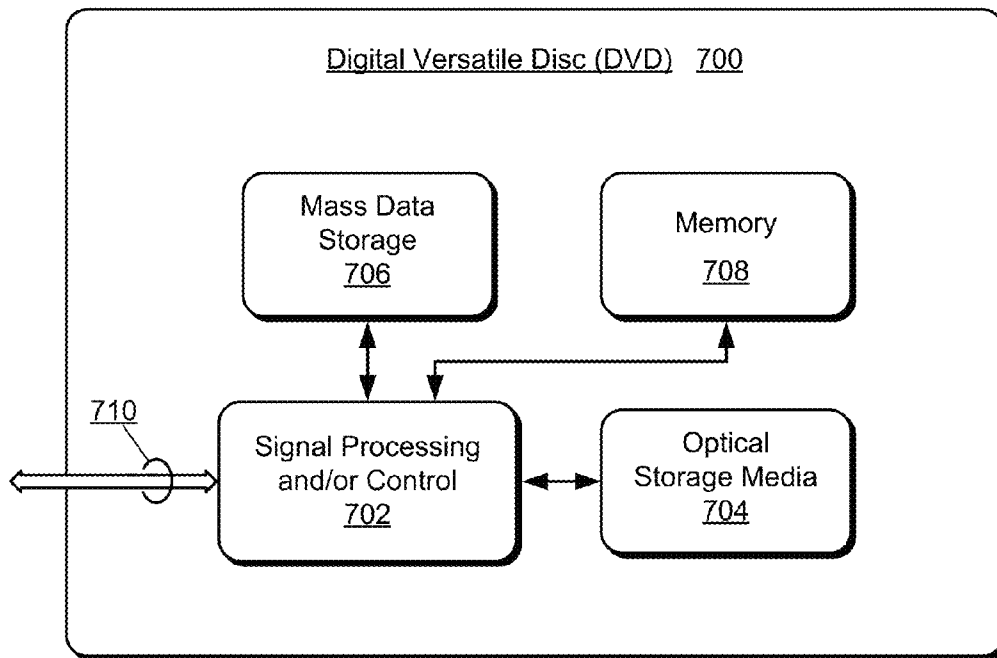 Digital Versatile Disc (DVD) 700
Mass Data
Storage
706
Memory
708
710
Signal Processing
and/or Control
702
Optical
Storage Media
704